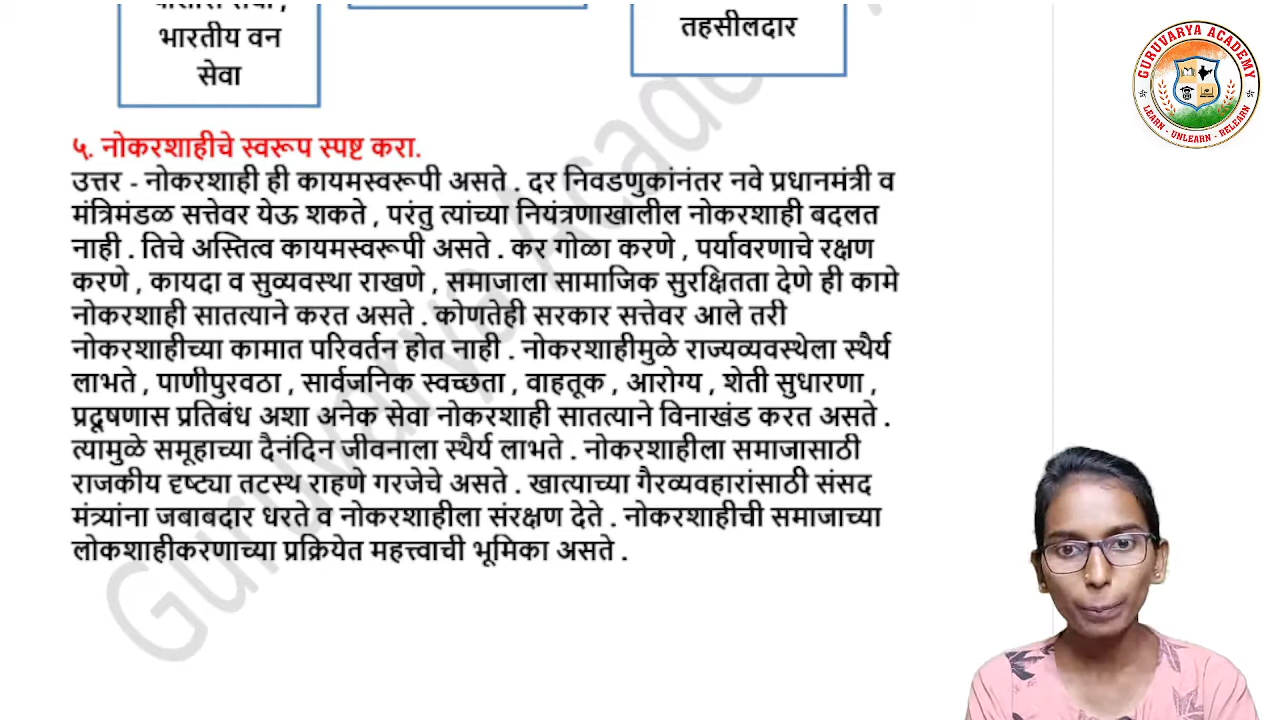 सेवा,
भारतीय वन
सेवा
तहसीलदार
५. नोकरशाहीचे स्वरूप स्पष्ट करा.
उत्तर - नोकरशाही ही कायमस्वरूपी असते . दर निवडणुकांनंतर नवे प्रधानमंत्री व
मंत्रिमंडळ सत्तेवर येऊ शकते , परंतु त्यांच्या नियंत्रणाखालील नोकरशाही बदलत
नाही . तिचे अस्तित्व कायमस्वरूपी असते . कर गोळा करणे , पर्यावरणाचे रक्षण
करणे , कायदा व सुव्यवस्था राखणे , समाजाला सामाजिक सुरक्षितता देणे ही कामे
नोकरशाही सातत्याने करत असते . कोणतेही सरकार सत्तेवर आले तरी
नोकरशाहीच्या कामात परिवर्तन होत नाही . नोकरशाहीमुळे राज्यव्यवस्थेला स्थैर्य
लाभते , पाणीपुरवठा , सार्वजनिक स्वच्छता , वाहतूक , आरोग्य , शेती सुधारणा ,
प्रदूषणास प्रतिबंध अशा अनेक सेवा नोकरशाही सातत्याने विनाखंड करत असते .
त्यामुळे समूहाच्या दैनंदिन जीवनाला स्थैर्य लाभते . नोकरशाहीला समाजासाठी
राजकीय दृष्ट्या तटस्थ राहणे गरजेचे असते . खात्याच्या गैरव्यवहारांसाठी संसद
मंत्र्यांना जबाबदार धरते व नोकरशाहीला संरक्षण देते . नोकरशाहीची समाजाच्या
लोकशाहीकरणाच्या प्रक्रियेत महत्त्वाची भूमिका असते .
Guruvarya Academy
GURUVARYA ACADEMY
LEARN - UNLEARN - RELEARN